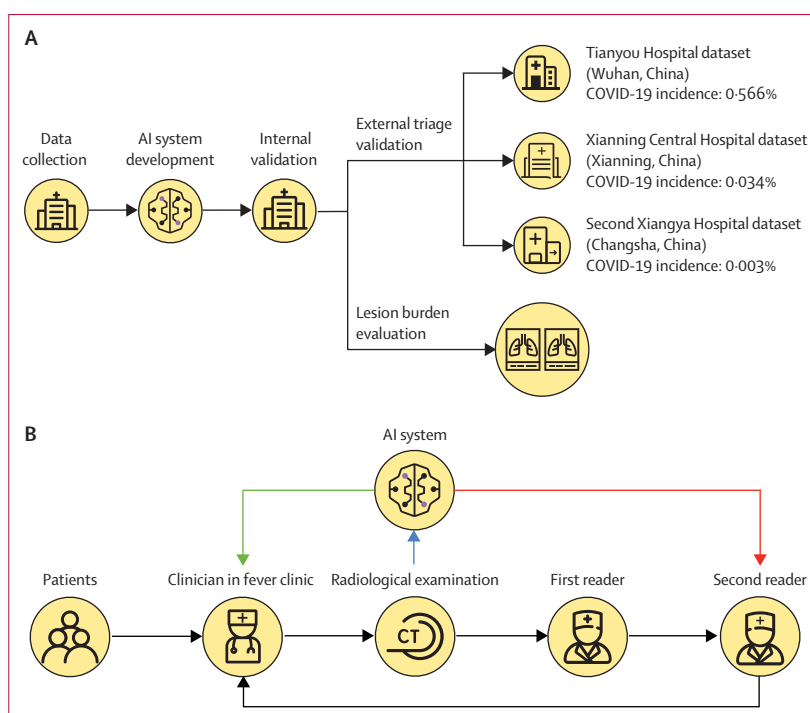 A
Data
collection
AI system
development
Internal
validation
External triage
validation
Tianyou Hospital dataset
(Wuhan, China)
COVID-19 incidence: 0·566%
Xianning Central Hospital dataset
(Xianning, China)
COVID-19 incidence: 0·034%
Second Xiangya Hospital dataset
(Changsha, China)
COVID-19 incidence: 0·003%
Lesion burden
evaluation
B
AI system
Patients
Clinician in fever clinic
Radiological examination
First reader
Second reader
CT